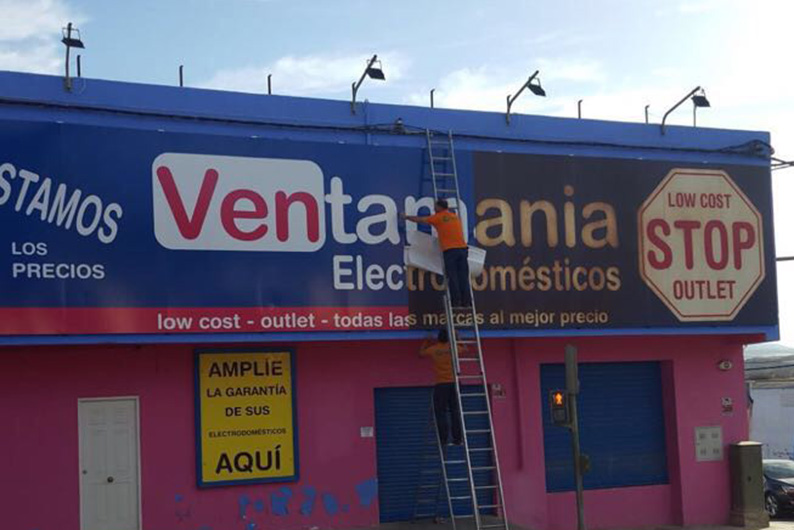 STAMOS
LOS
PRECIOS
Ventamania
Electrodomésticos
low cost - outlet - todas las marcas al mejor precio
LOW COST
STOP
OUTLET
AMPLÍE
LA GARANTÍA
DE SUS
ELECTRODOMÉSTICOS
AQUÍ